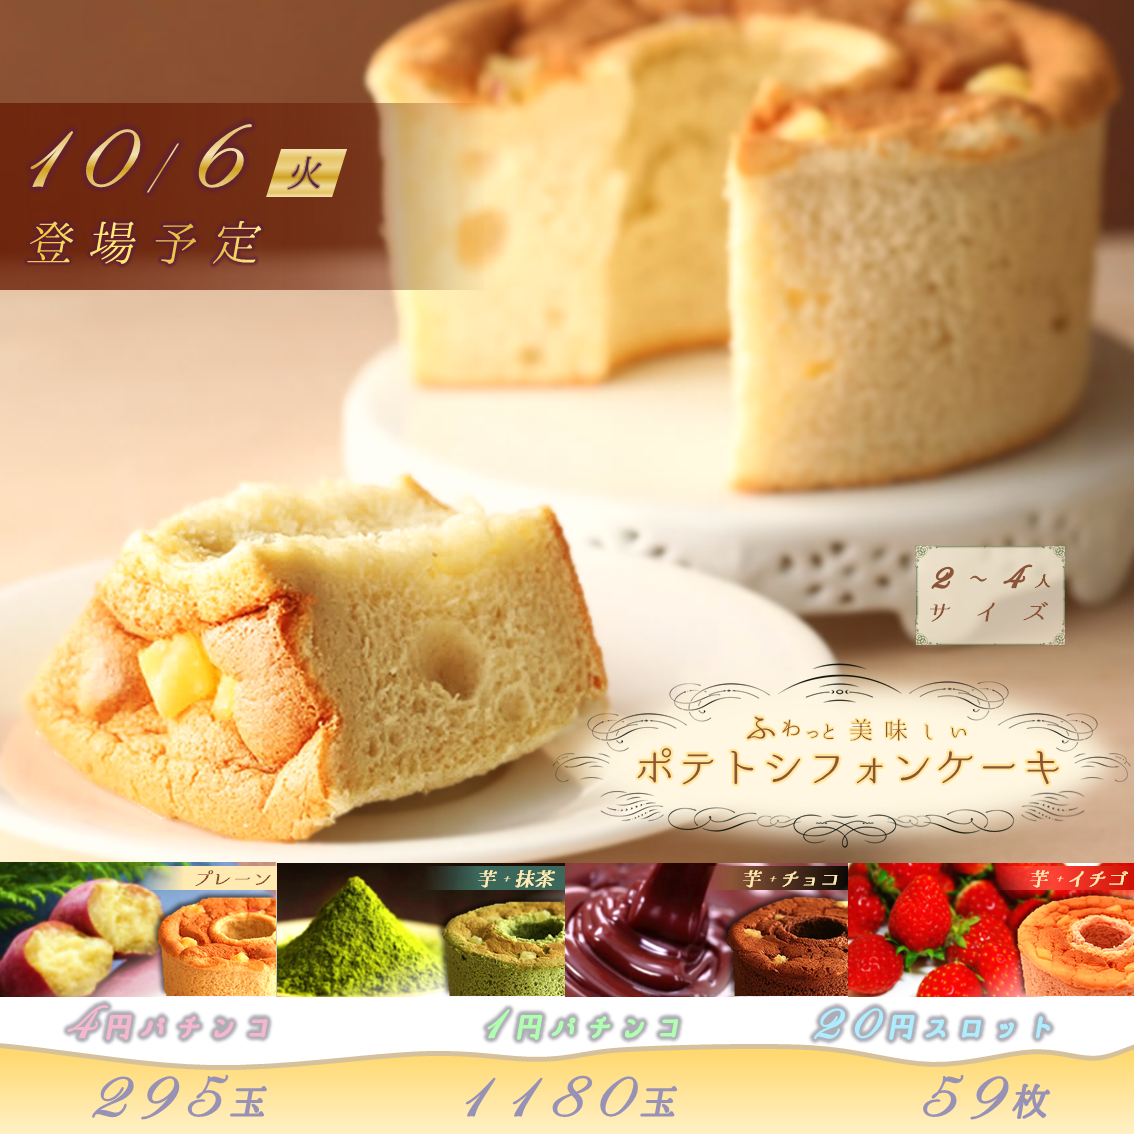 10/6 火
登場予定
2〜4人
サイズ
ふわっと美味しい
ポテトシフォンケーキ
プレーン
芋+抹茶
芋+チョコ
芋+イチゴ
4円パチンコ
1円パチンコ
20円スロット
295玉
1180玉
59枚